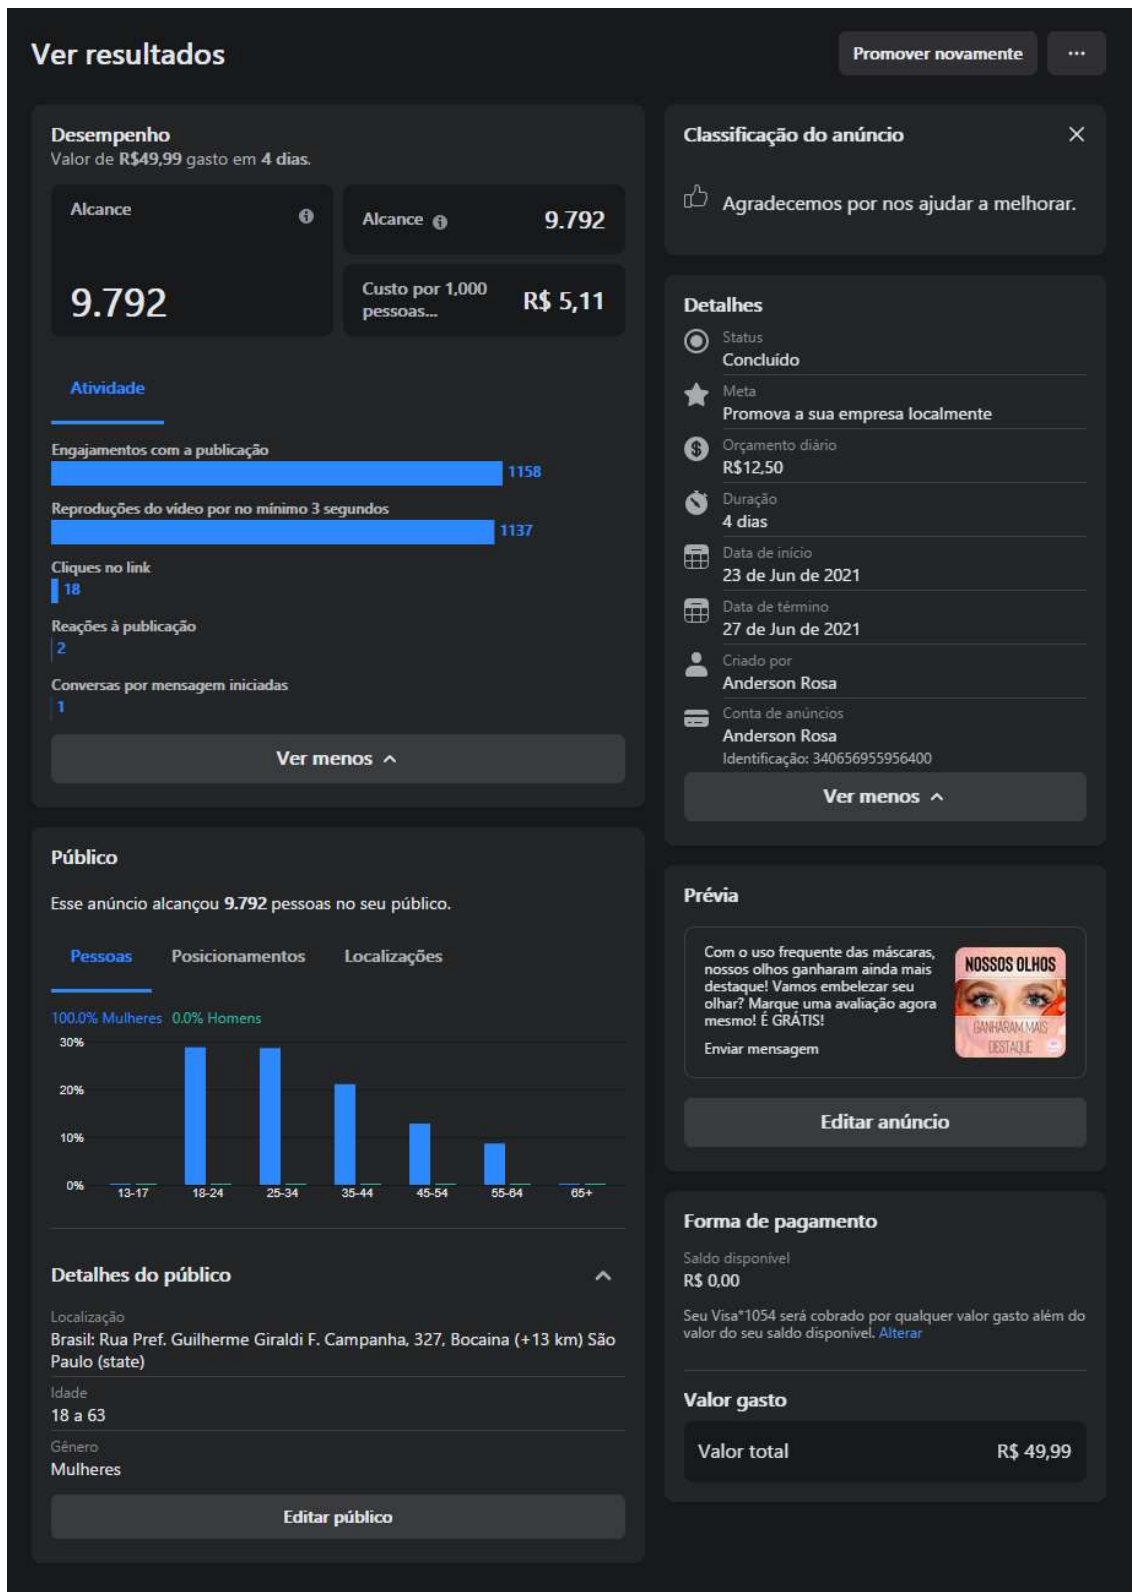 Ver resultados
Promover novamente
...
Desempenho
Valor de R$49,99 gasto em 4 dias.
Alcance
9.792
Alcance 9.792
Custo por 1,000
pessoas...
R$ 5,11
Atividade
Engajamentos com a publicação
1158
Reproduções do vídeo por no mínimo 3 segundos
1137
Cliques no link
18
Reações à publicação
2
Conversas por mensagem iniciadas
1
Ver menos
Público
Esse anúncio alcançou 9.792 pessoas no seu público.
Pessoas Posicionamentos Localizações
100.0% Mulheres 0.0% Homens
30%
20%
10%
0%
13-17 18-24 25-34 35-44 45-54 55-64 65+
Detalhes do público
Localização
Brasil: Rua Pref. Guilherme Giraldi F. Campanha, 327, Bocaina (+13 km) São
Paulo (state)
Idade
18 a 63
Gênero
Mulheres
Editar público
Classificação do anúncio
Agradecemos por nos ajudar a melhorar.
Detalhes
Status
Concluído
Meta
Promova a sua empresa localmente
Orçamento diário
R$12,50
Duração
4 dias
Data de início
23 de Jun de 2021
Data de término
27 de Jun de 2021
Criado por
Anderson Rosa
Conta de anúncios
Anderson Rosa
Identificação: 340656955956400
Ver menos
Prévia
Com o uso frequente das máscaras,
nossos olhos ganharam ainda mais
destaque! Vamos embelezar seu
olhar? Marque uma avaliação agora
mesmo! É GRÁTIS!
Enviar mensagem
NOSSOS OLHOS
GANHARAM MAIS
DESTAQUE
Editar anúncio
Forma de pagamento
Saldo disponível
R$ 0,00
Seu Visa*1054 será cobrado por qualquer valor gasto além do
valor do seu saldo disponível. Alterar
Valor gasto
Valor total R$ 49,99